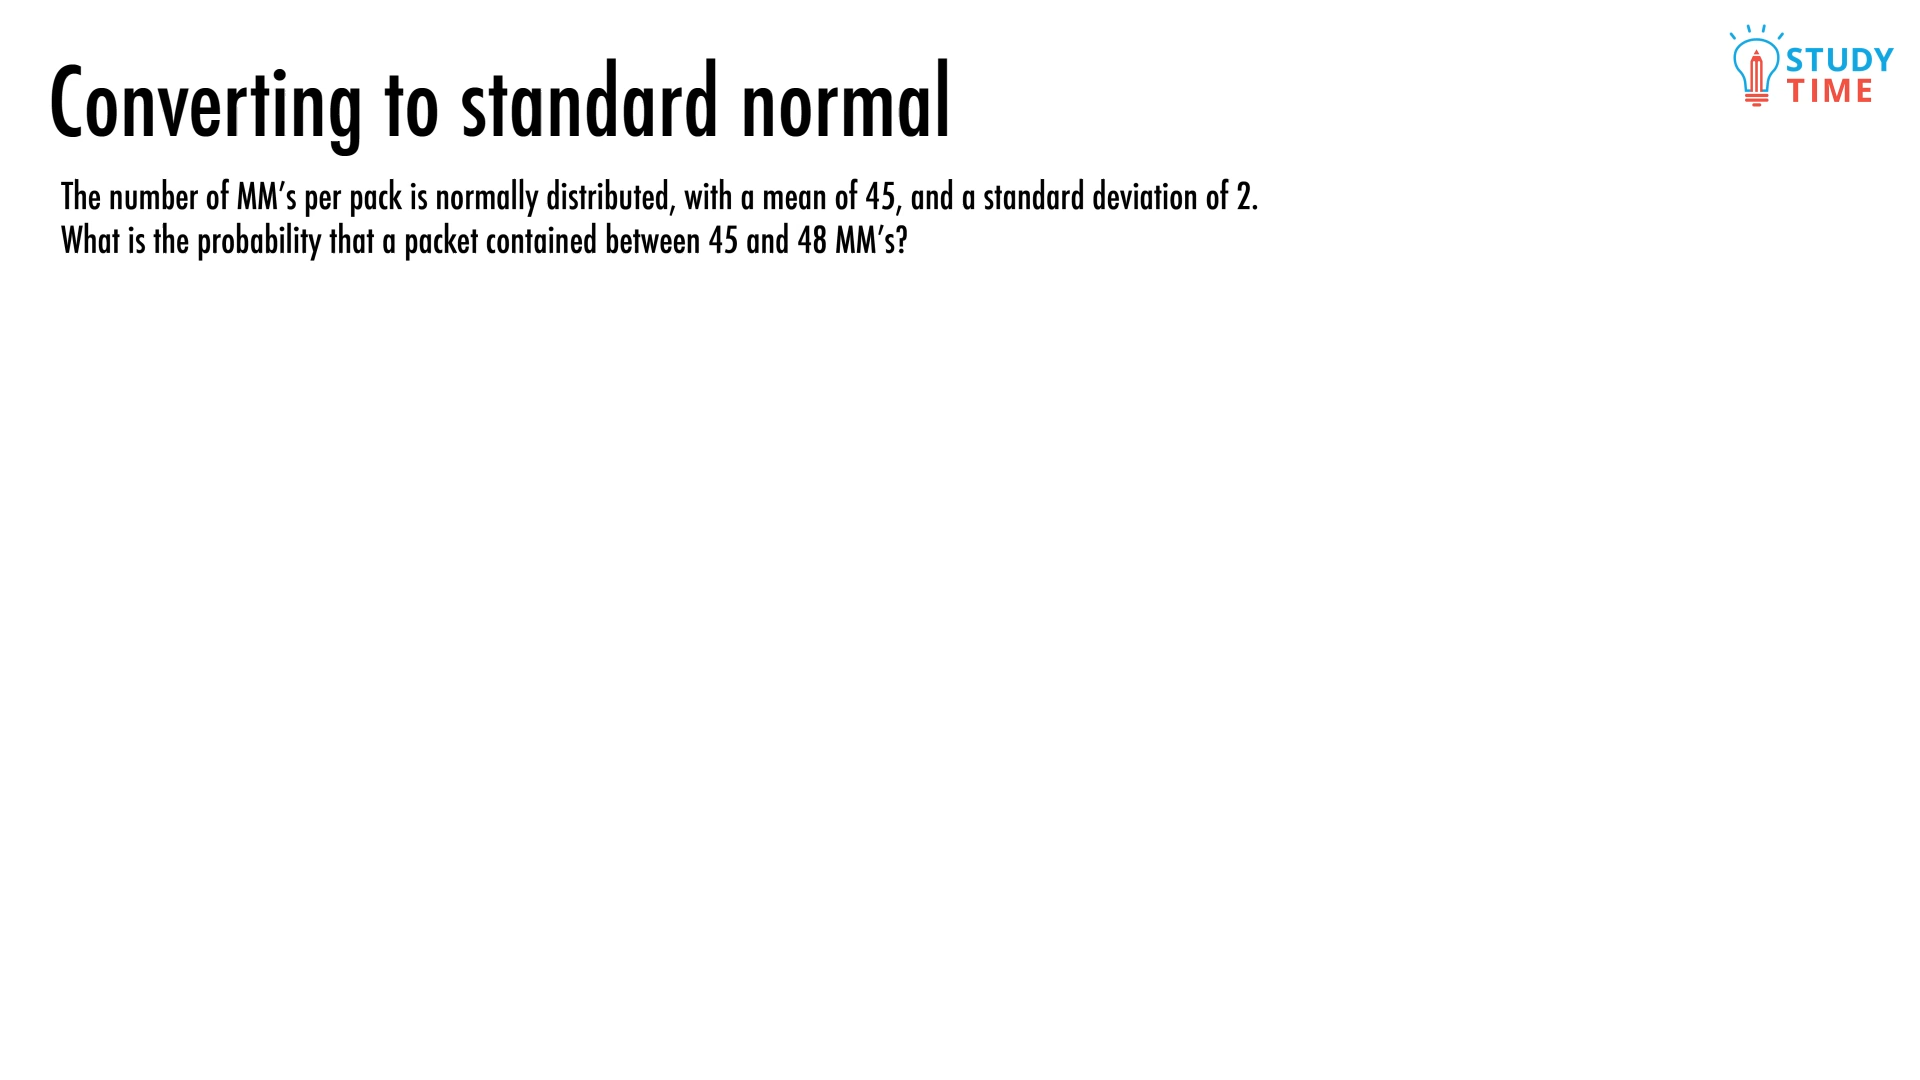 Converting to standard normal
STUDY
TIME
The number of MM’s per pack is normally distributed, with a mean of 45, and a standard deviation of 2.
What is the probability that a packet contained between 45 and 48 MM’s?